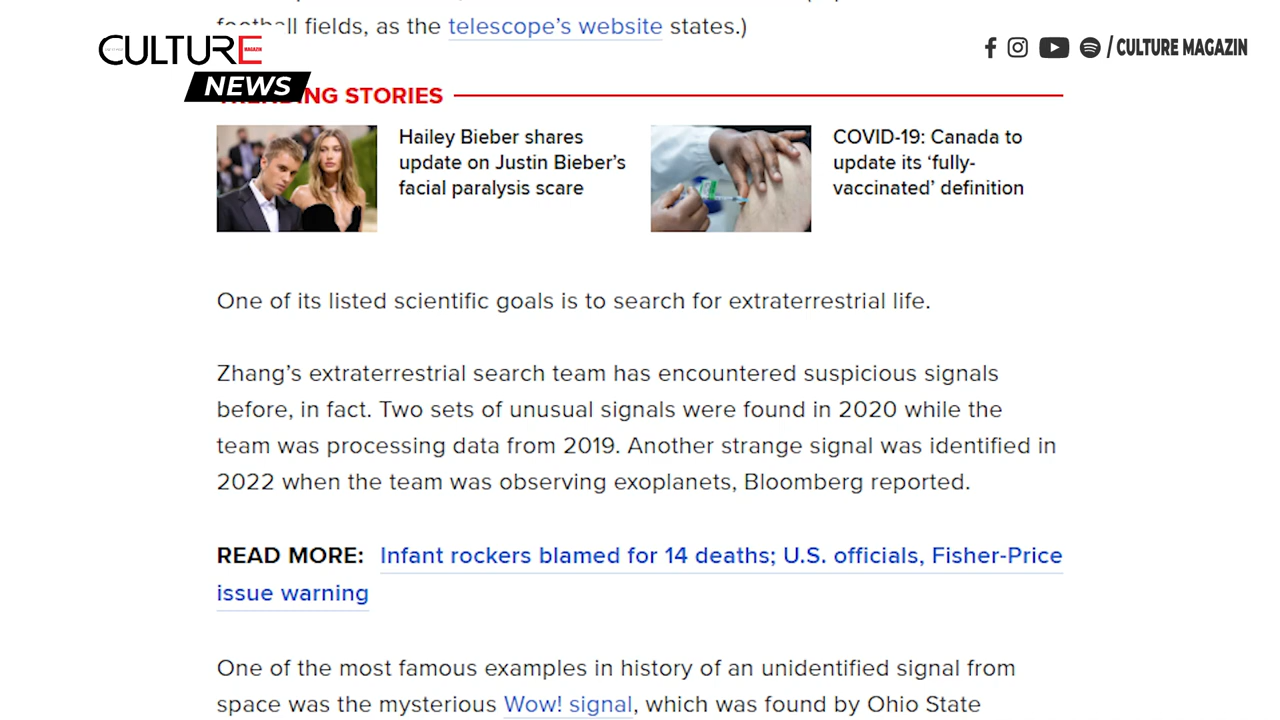 football fields, as the telescope's website states.)
CULTURE
MAGAZIN
NEWS
/ CULTURE MAGAZIN
TRENDING STORIES
Hailey Bieber shares
update on Justin Bieber's
facial paralysis scare
COVID-19: Canada to
update its ‘fully-
vaccinated’ definition
One of its listed scientific goals is to search for extraterrestrial life.
Zhang's extraterrestrial search team has encountered suspicious signals
before, in fact. Two sets of unusual signals were found in 2020 while the
team was processing data from 2019. Another strange signal was identified in
2022 when the team was observing exoplanets, Bloomberg reported.
READ MORE: Infant rockers blamed for 14 deaths; U.S. officials, Fisher-Price
issue warning
One of the most famous examples in history of an unidentified signal from
space was the mysterious Wow! signal, which was found by Ohio State